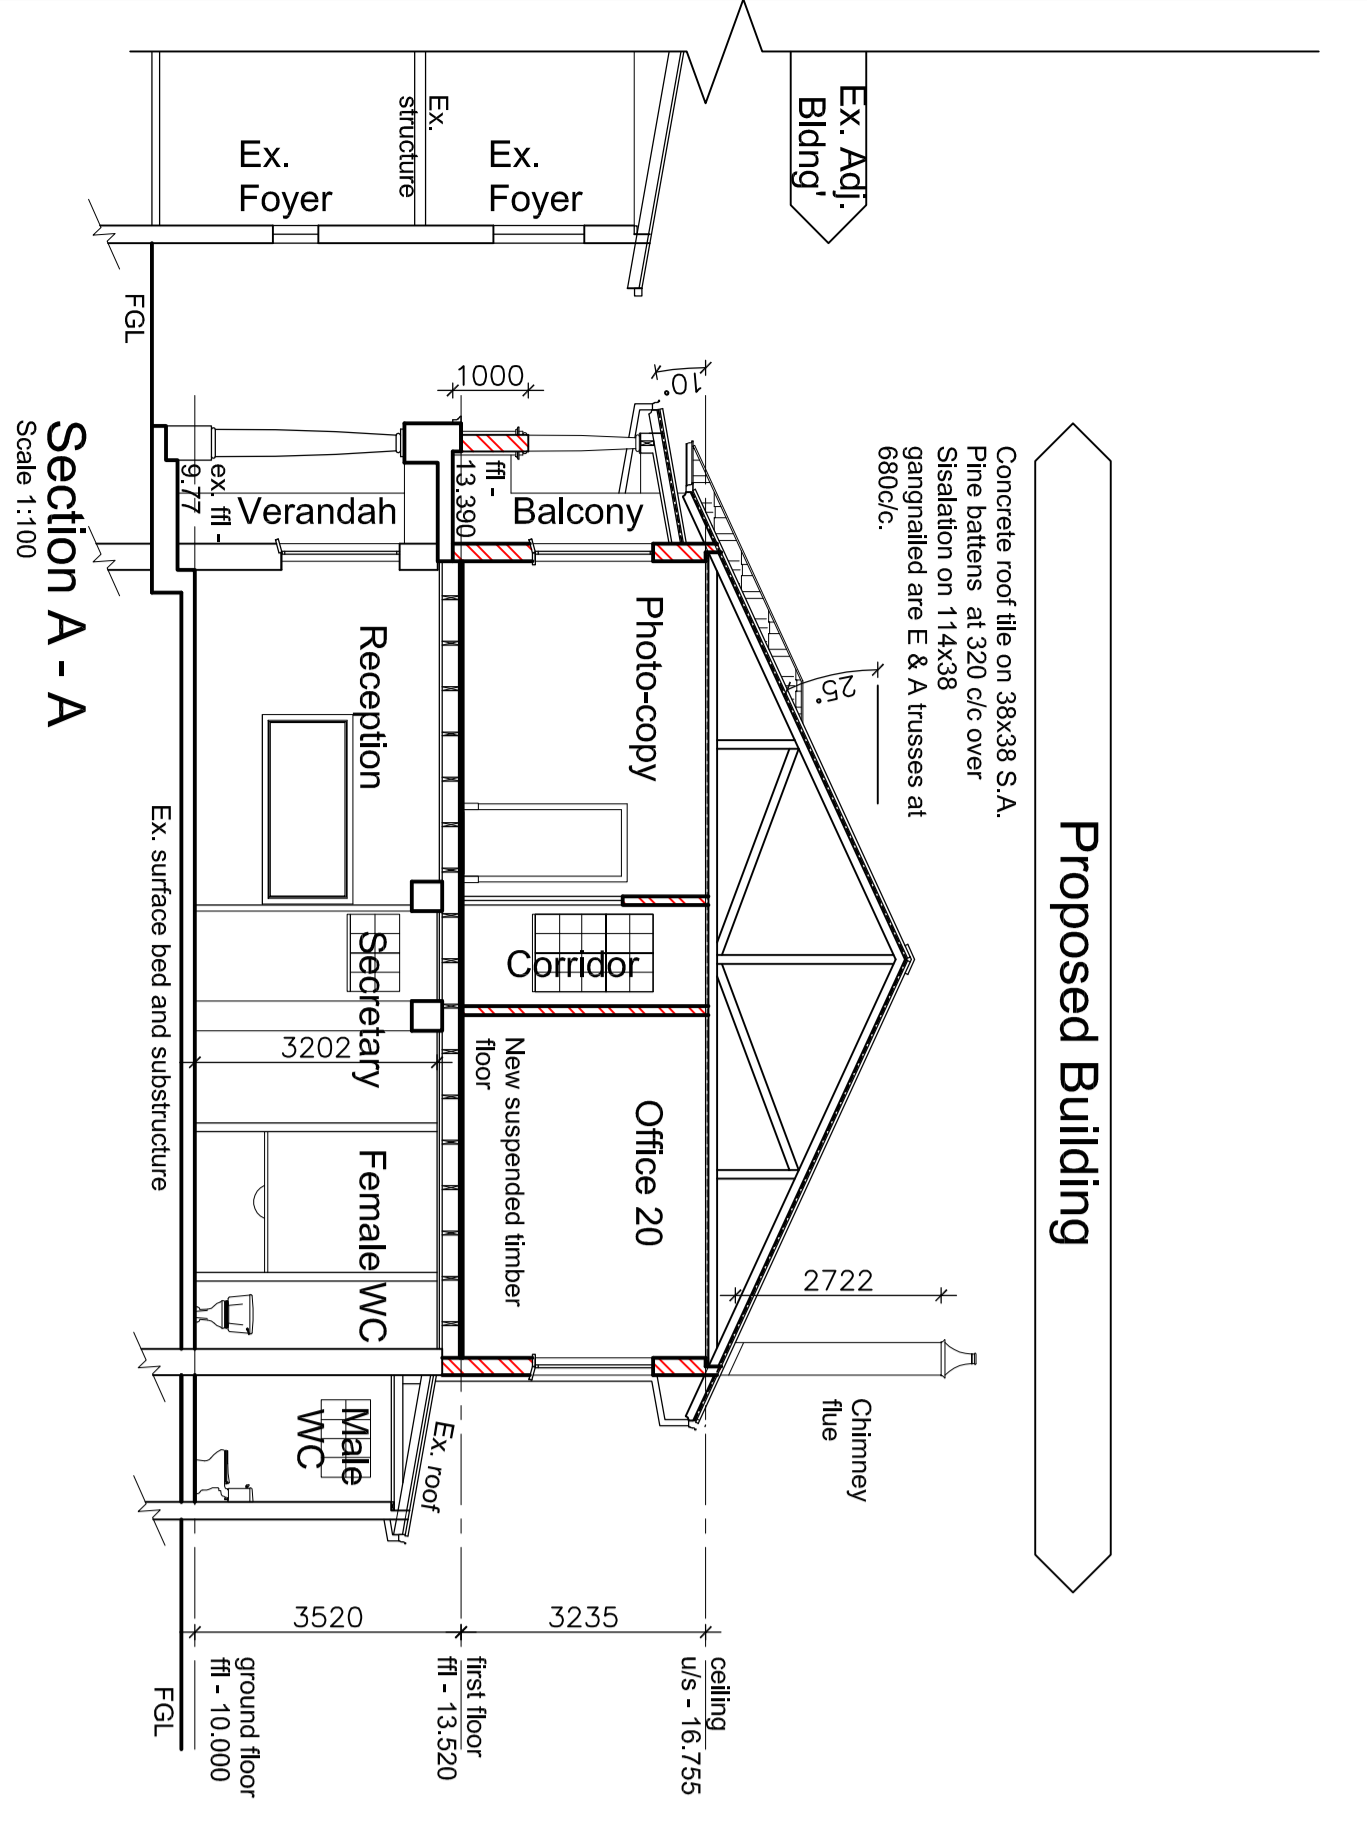 Proposed Building
Ex. Adj.
Bldng'
Concrete roof tile on 38x38 S.A.
Pine battens at 320 c/c over
Sisalation on 114x38
gangnailed are E & A trusses at
680c/c.
25°
10°
2722
Chimney
flue
Ex.
structure
Ex.
Foyer
Ex.
Foyer
1000
ffl -
13.390
Balcony
Photo-copy
Corridor
Office 20
New suspended timber
floor
ceiling
u/s - 16.755
3235
first floor
ffl - 13.520
3520
ground floor
ffl - 10.000
ex. ffl -
9.77
Verandah
Reception
Secretary
3202
Female WC
Male
WC
Ex. roof
FGL
Ex. surface bed and substructure
FGL
Section A - A
Scale 1:100